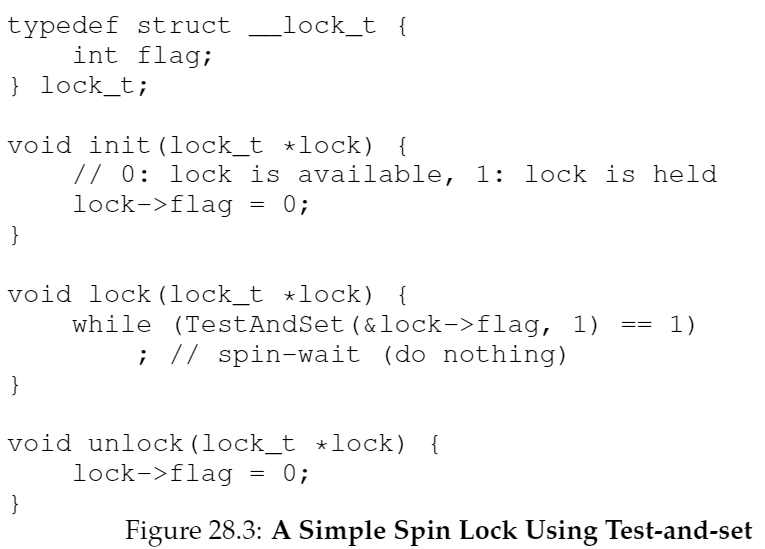 typedef struct __lock_t {
    int flag;
} lock_t;

void init(lock_t *lock) {
    // 0: lock is available, 1: lock is held
    lock->flag = 0;
}

void lock(lock_t *lock) {
    while (TestAndSet(&lock->flag, 1) == 1)
        ; // spin-wait (do nothing)
}

void unlock(lock_t *lock) {
    lock->flag = 0;
}
Figure 28.3: A Simple Spin Lock Using Test-and-set